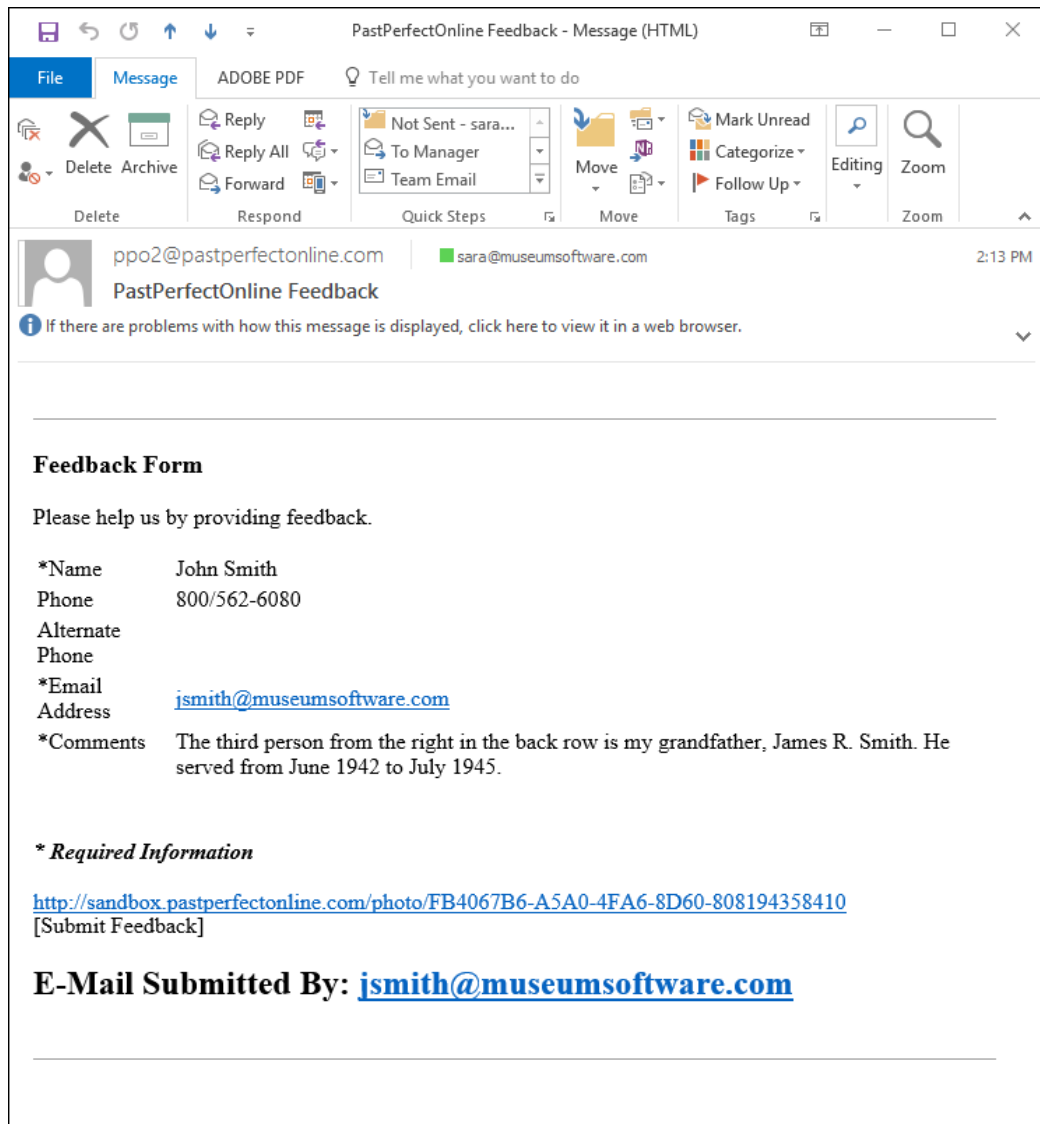 PastPerfectOnline Feedback - Message (HTML)
File Message ADOBE PDF Tell me what you want to do
Delete Archive
Reply
Reply All
Forward
Not Sent - sara...
To Manager
Team Email
Move
Mark Unread
Categorize
Follow Up
Editing
Zoom
Delete Respond Quick Steps Move Tags Zoom
ppo2@pastperfectonline.com sara@museumsoftware.com 2:13 PM
PastPerfectOnline Feedback
If there are problems with how this message is displayed, click here to view it in a web browser.
Feedback Form
Please help us by providing feedback.
*Name John Smith
Phone 800/562-6080
Alternate
Phone
*Email
Address jsmith@museumsoftware.com
*Comments The third person from the right in the back row is my grandfather, James R. Smith. He
served from June 1942 to July 1945.
* Required Information
http://sandbox.pastperfectonline.com/photo/FB4067B6-A5A0-4FA6-8D60-808194358410
[Submit Feedback]
E-Mail Submitted By: jsmith@museumsoftware.com